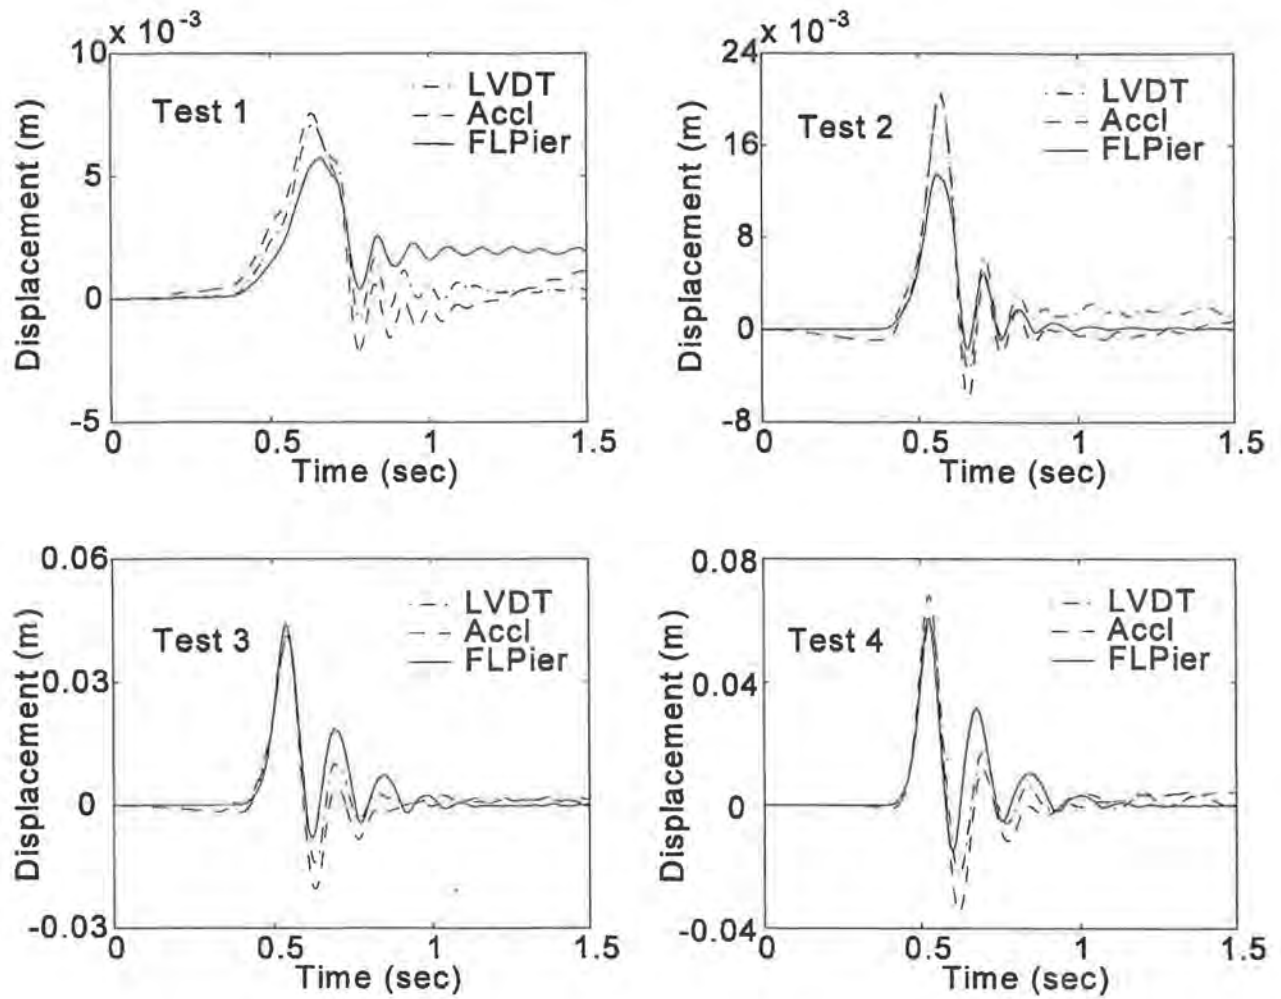 10 x 10 -3
LVDT
Accl
FLPier
Test 1
Displacement (m)
5
0
-5
0 0.5 1 1.5
Time (sec)
24 x 10 -3
LVDT
Accl
FLPier
Test 2
Displacement (m)
16
8
0
-8
0 0.5 1 1.5
Time (sec)
0.06
LVDT
Accl
FLPier
Test 3
Displacement (m)
0.03
0
-0.03
0 0.5 1 1.5
Time (sec)
0.08
LVDT
Accl
FLPier
Test 4
Displacement (m)
0.04
0
-0.04
0 0.5 1 1.5
Time (sec)